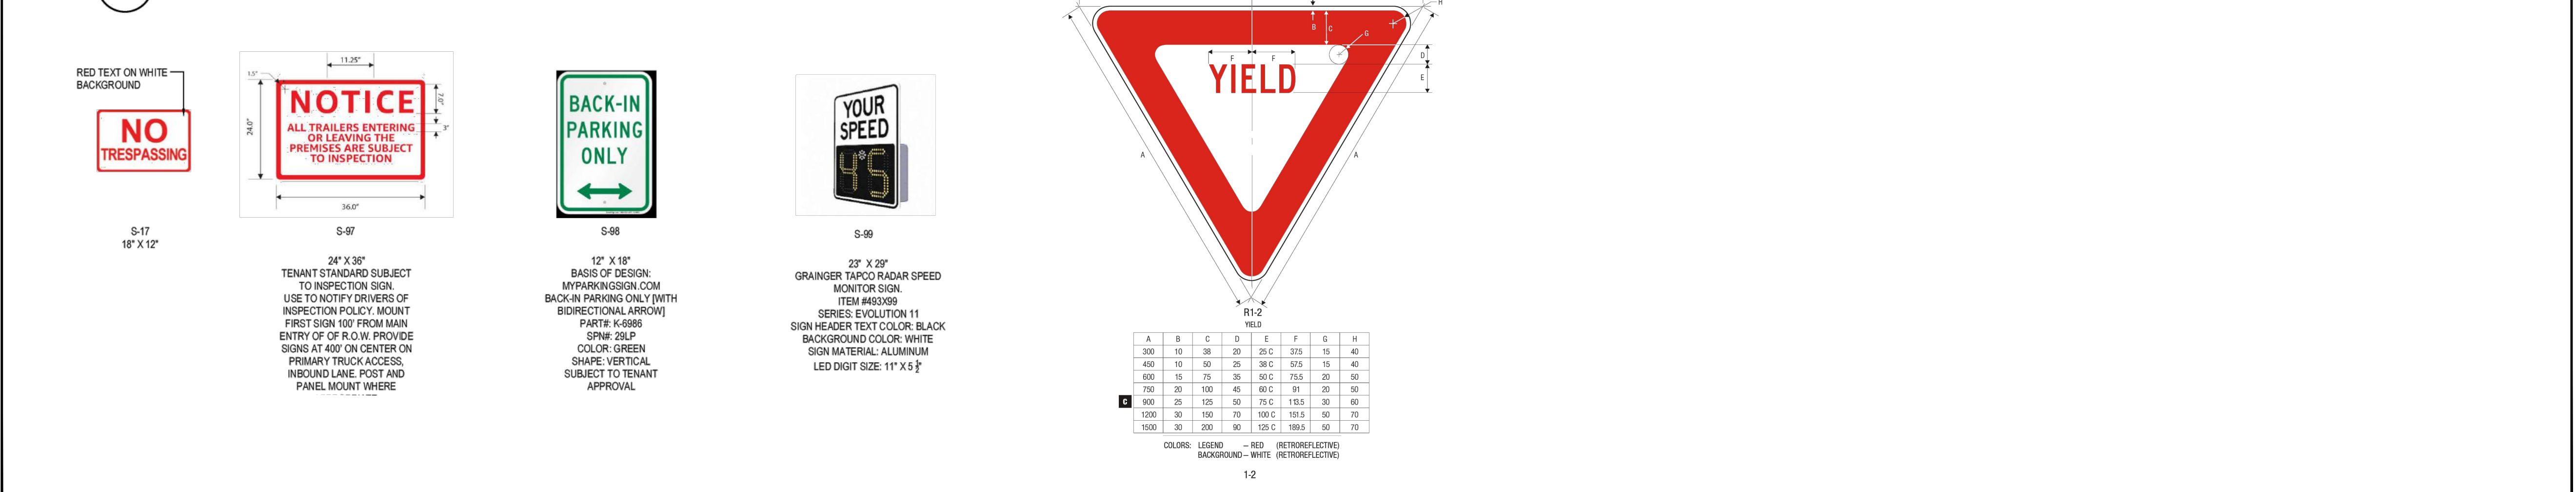 RED TEXT ON WHITE
BACKGROUND
NO
TRESPASSING
S-17
18" X 12"
11.25"
1.5"
24.0"
7.0"
3"
36.0"
NOTICE
ALL TRAILERS ENTERING
OR LEAVING THE
PREMISES ARE SUBJECT
TO INSPECTION
S-97
24" X 36"
TENANT STANDARD SUBJECT
TO INSPECTION SIGN.
USE TO NOTIFY DRIVERS OF
INSPECTION POLICY. MOUNT
FIRST SIGN 100' FROM MAIN
ENTRY OF OF R.O.W. PROVIDE
SIGNS AT 400' ON CENTER ON
PRIMARY TRUCK ACCESS,
INBOUND LANE. POST AND
PANEL MOUNT WHERE
BACK-IN
PARKING
ONLY
S-98
12" X 18"
BASIS OF DESIGN:
MYPARKINGSIGN.COM
BACK-IN PARKING ONLY [WITH
BIDIRECTIONAL ARROW]
PART#: K-6986
SPN#: 29LP
COLOR: GREEN
SHAPE: VERTICAL
SUBJECT TO TENANT
APPROVAL
YOUR
SPEED
45
S-99
23" X 29"
GRAINGER TAPCO RADAR SPEED
MONITOR SIGN.
ITEM #493X99
SERIES: EVOLUTION 11
SIGN HEADER TEXT COLOR: BLACK
BACKGROUND COLOR: WHITE
SIGN MATERIAL: ALUMINUM
LED DIGIT SIZE: 11" X 5 1/2"
H
B C
G
D
F F
E
YIELD
A A
R1-2
YIELD
A B C D E F G H
300 10 38 20 25 C 37.5 15 40
450 10 50 25 38 C 57.5 15 40
600 15 75 35 50 C 75.5 20 50
750 20 100 45 60 C 91 20 50
C 900 25 125 50 75 C 113.5 30 60
1200 30 150 70 100 C 151.5 50 70
1500 30 200 90 125 C 189.5 50 70
COLORS: LEGEND – RED (RETROREFLECTIVE)
BACKGROUND – WHITE (RETROREFLECTIVE)
1-2